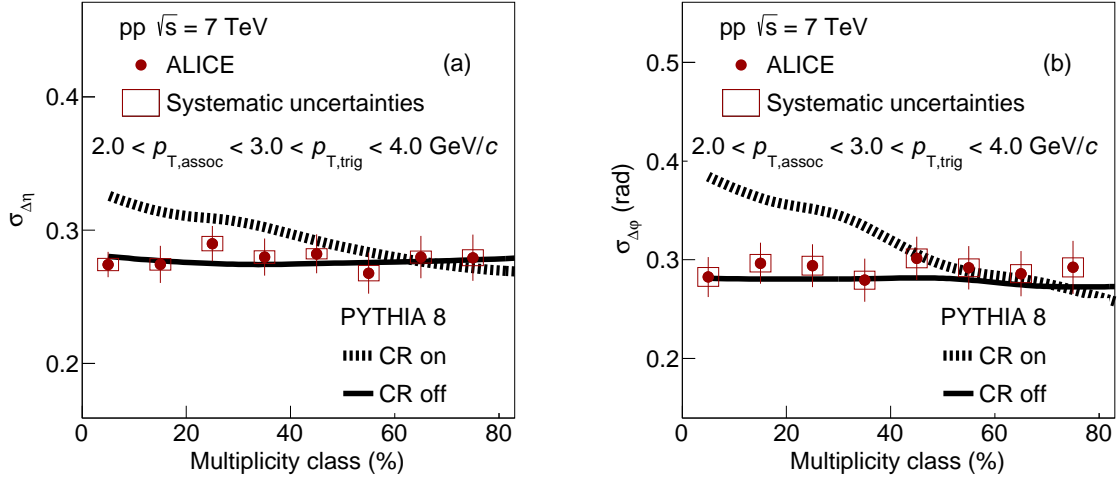 pp √s = 7 TeV
ALICE
(a)
Systematic uncertainties
2.0 < p_T,assoc < 3.0 < p_T,trig < 4.0 GeV/c
0.4
0.3
0.2
σ_Δη
PYTHIA 8
CR on
CR off
0 20 40 60 80
Multiplicity class (%)
pp √s = 7 TeV
ALICE
(b)
Systematic uncertainties
2.0 < p_T,assoc < 3.0 < p_T,trig < 4.0 GeV/c
0.5
0.4
0.3
0.2
σ_Δφ (rad)
PYTHIA 8
CR on
CR off
0 20 40 60 80
Multiplicity class (%)